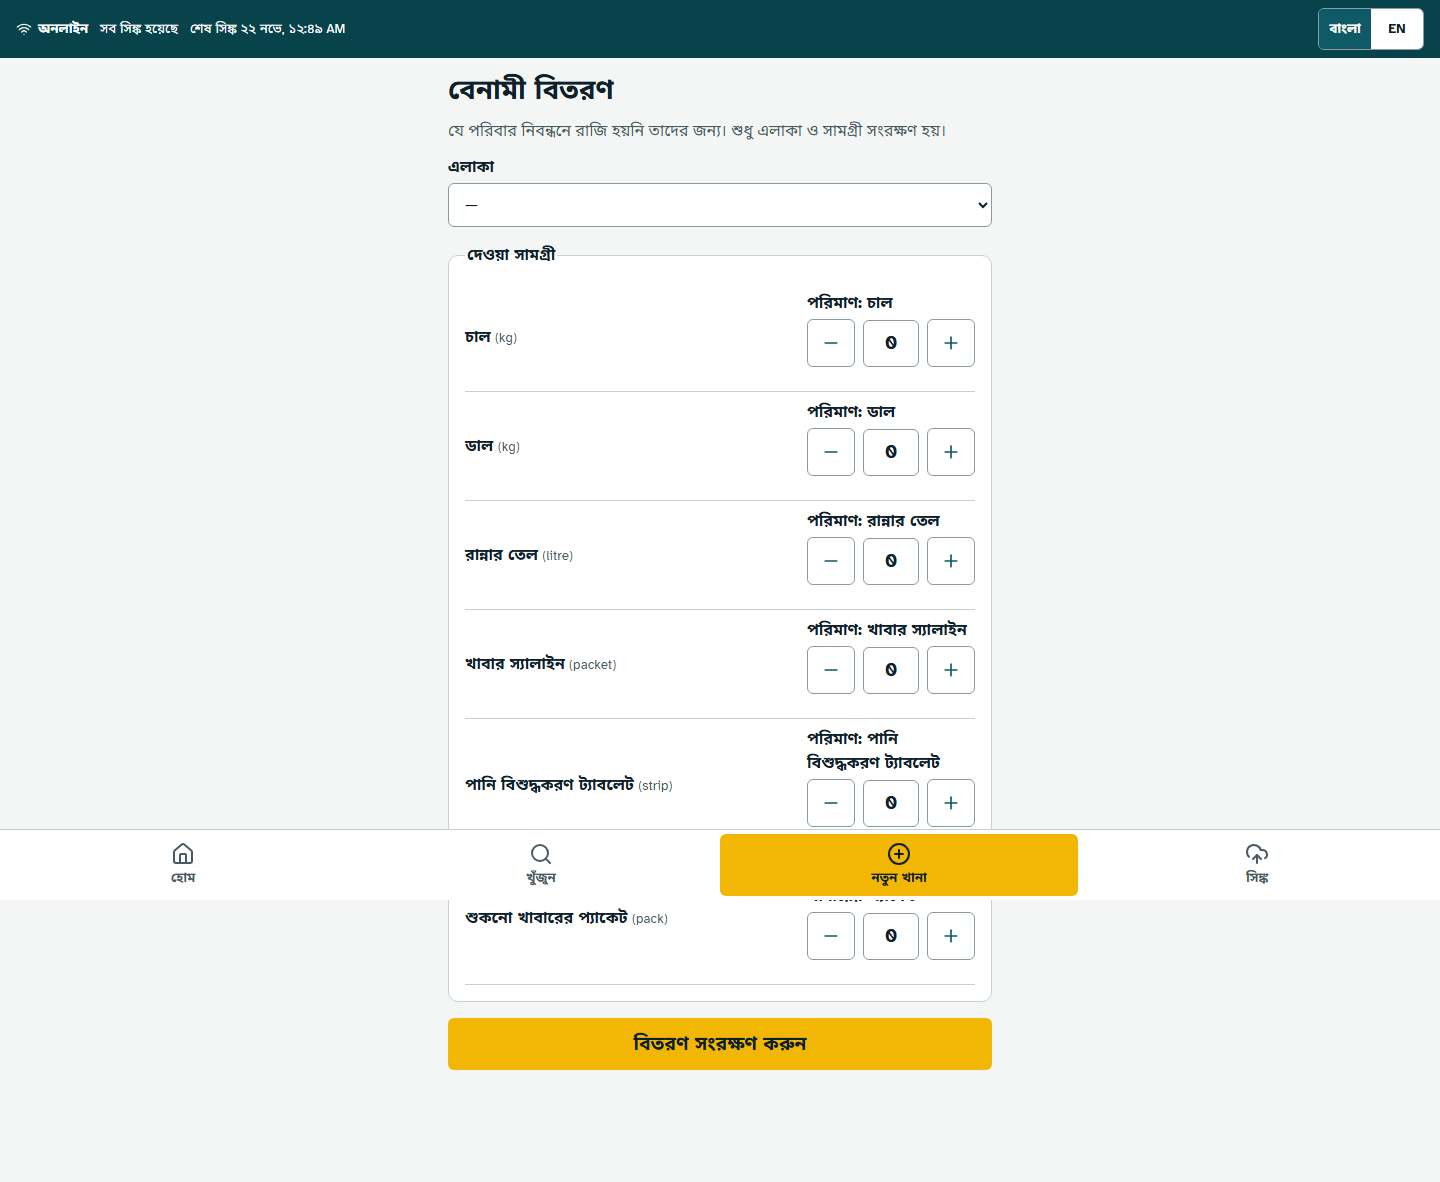 অনলাইন সব সিঙ্ক হয়েছে শেষ সিঙ্ক ২২ নভে, ১২:৪৯ AM
বাংলা EN
বেনামী বিতরণ
যে পরিবার নিবন্ধনে রাজি হয়নি তাদের জন্য। শুধু এলাকা ও সামগ্রী সংরক্ষণ হয়।
এলাকা
—
দেওয়া সামগ্রী
পরিমাণ: চাল
চাল (kg)
0
পরিমাণ: ডাল
ডাল (kg)
0
পরিমাণ: রান্নার তেল
রান্নার তেল (litre)
0
পরিমাণ: খাবার স্যালাইন
খাবার স্যালাইন (packet)
0
পরিমাণ: পানি
বিশুদ্ধকরণ ট্যাবলেট
পানি বিশুদ্ধকরণ ট্যাবলেট (strip)
0
হোম খুঁজুন নতুন খানা সিঙ্ক
শুকনো খাবারের প্যাকেট (pack)
0
বিতরণ সংরক্ষণ করুন